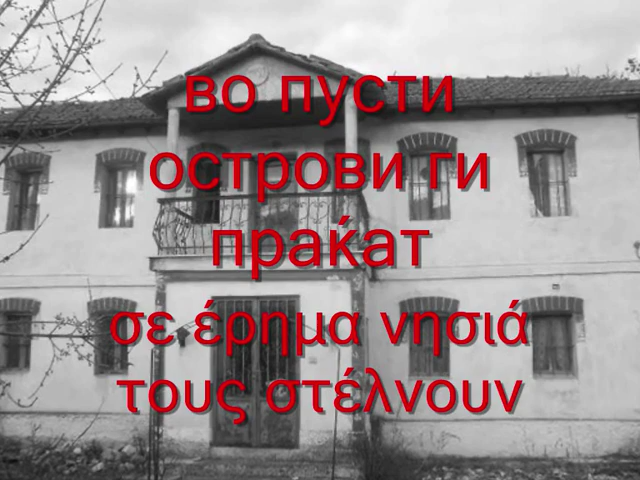 во пусти
острови ги
праќат
σε έρημα νησιά
τους στέλνουν